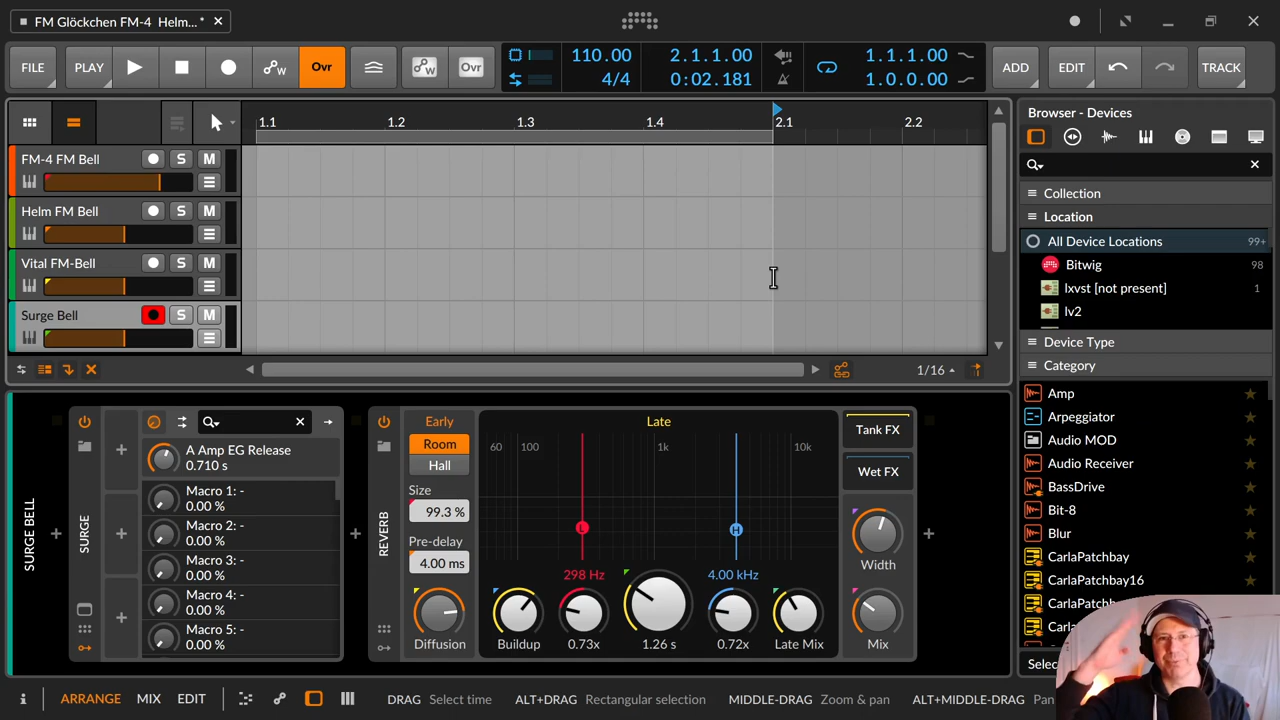 FM Glöckchen FM-4 Helm...*
FILE
PLAY
Ovr
Ovr
110.00
4/4
2.1.1.00
0:02.181
1.1.1.00
1.0.0.00
ADD
EDIT
TRACK
1.1
1.2
1.3
1.4
2.1
2.2
FM-4 FM Bell
S
M
Helm FM Bell
S
M
Vital FM-Bell
S
M
Surge Bell
S
M
1/16
Browser - Devices
Collection
Location
All Device Locations 99+
Bitwig 98
lxvst [not present] 1
lv2
Device Type
Category
Amp
Arpeggiator
Audio MOD
Audio Receiver
BassDrive
Bit-8
Blur
CarlaPatchbay
CarlaPatchbay16
SURGE BELL
SURGE
A Amp EG Release
0.710 s
Macro 1: -
0.00 %
Macro 2: -
0.00 %
Macro 3: -
0.00 %
Macro 4: -
0.00 %
Macro 5: -
0.00 %
REVERB
Early
Room
Hall
Size
99.3 %
Pre-delay
4.00 ms
Diffusion
Late
60
100
1k
10k
L
H
298 Hz
4.00 kHz
Buildup
0.73x
1.26 s
0.72x
Late Mix
Tank FX
Wet FX
Width
Mix
ARRANGE
MIX
EDIT
DRAG Select time
ALT+DRAG Rectangular selection
MIDDLE-DRAG Zoom & pan
ALT+MIDDLE-DRAG